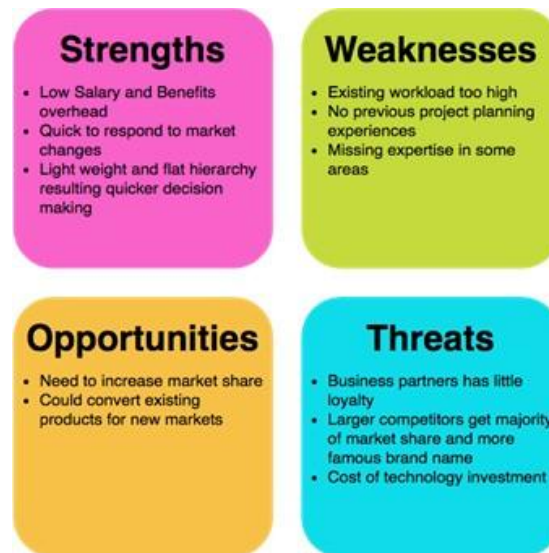 Strengths
• Low Salary and Benefits
overhead
• Quick to respond to market
changes
• Light weight and flat hierarchy
resulting quicker decision
making
Weaknesses
• Existing workload too high
• No previous project planning
experiences
• Missing expertise in some
areas
Opportunities
• Need to increase market share
• Could convert existing
products for new markets
Threats
• Business partners has little
loyalty
• Larger competitors get majority
of market share and more
famous brand name
• Cost of technology investment